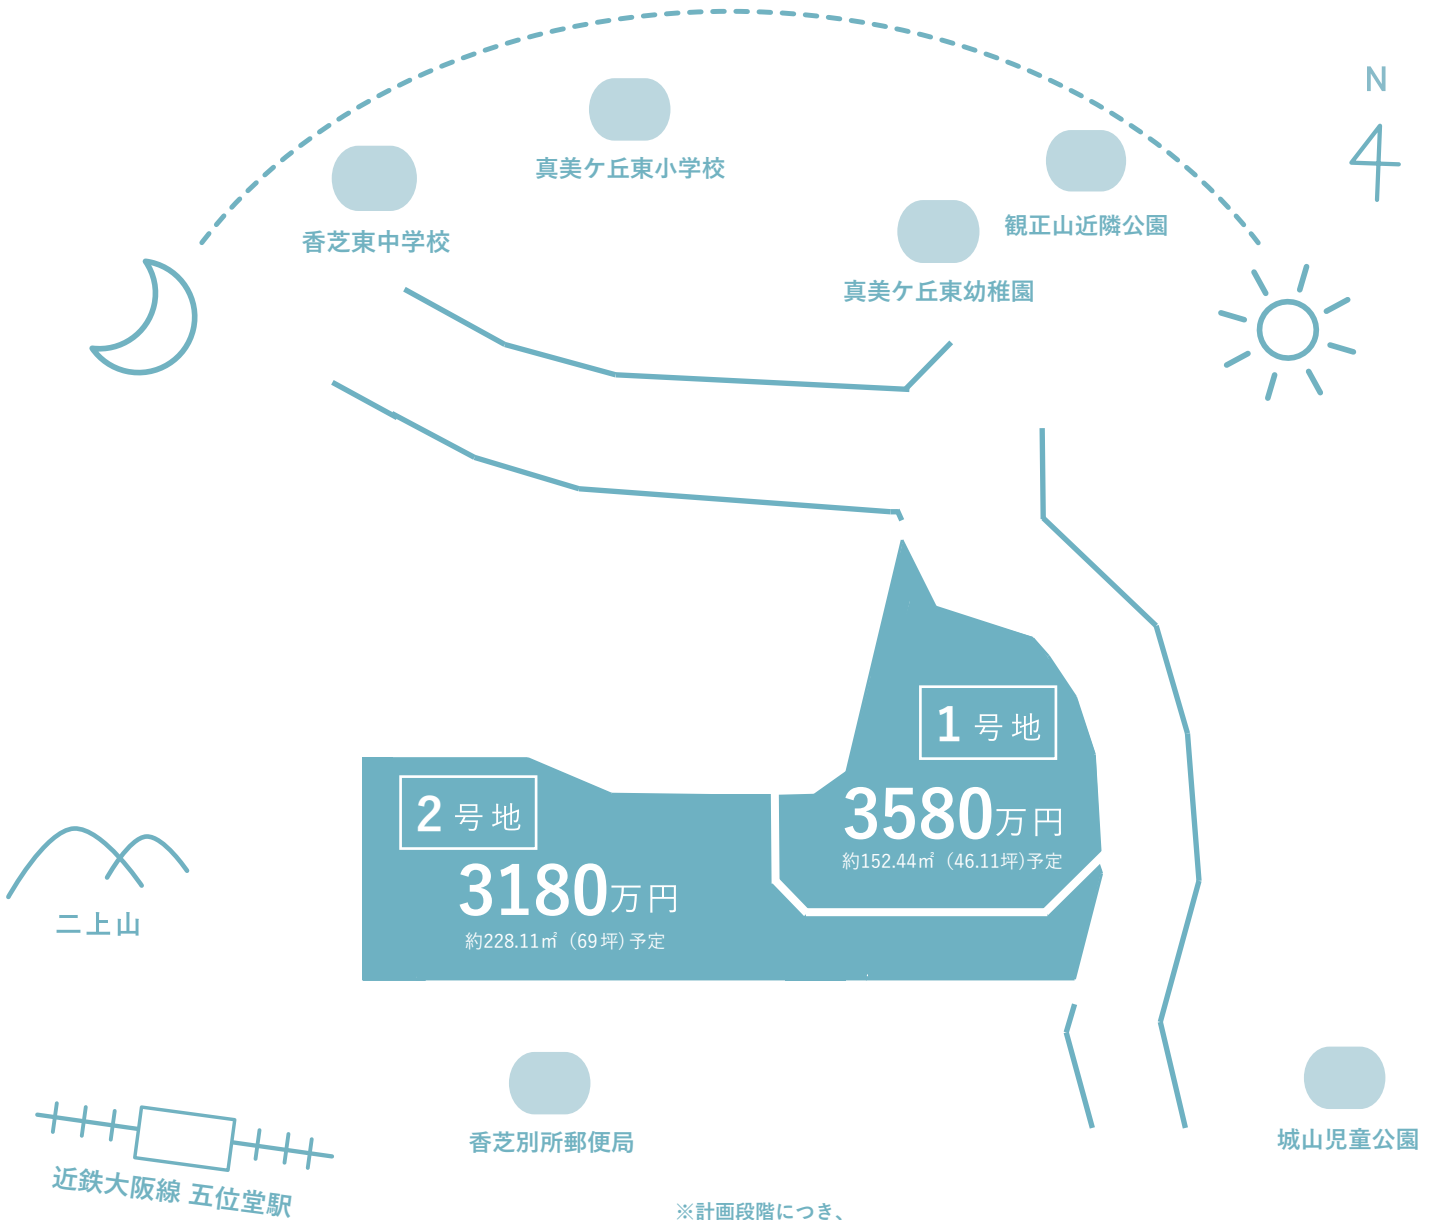 N
真美ケ丘東小学校
香芝東中学校
観正山近隣公園
真美ケ丘東幼稚園
1号地
3580万円
約152.44㎡（46.11坪)予定
2号地
3180万円
約228.11㎡（69坪）予定
二上山
香芝別所郵便局
城山児童公園
近鉄大阪線 五位堂駅
※計画段階につき、